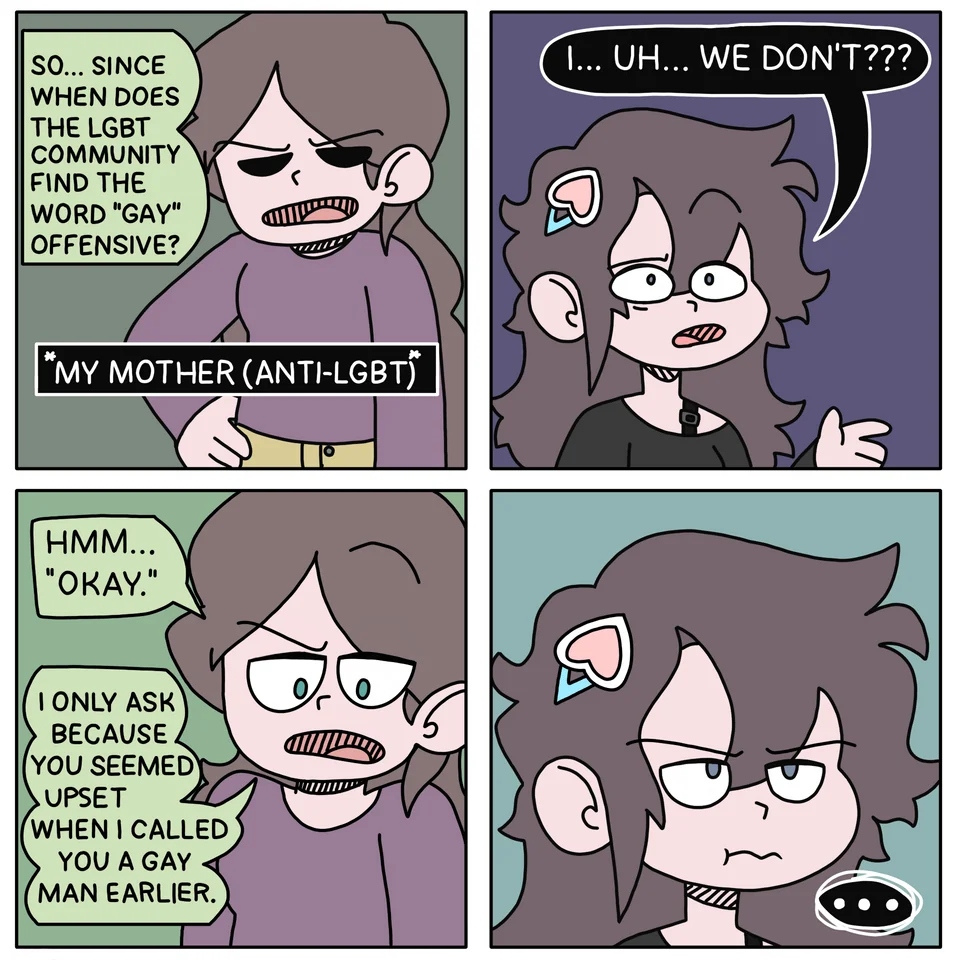 SO... SINCE
WHEN DOES
THE LGBT
COMMUNITY
FIND THE
WORD "GAY"
OFFENSIVE?
*MY MOTHER (ANTI-LGBT)*
I... UH... WE DON'T???
HMM...
"OKAY."
I ONLY ASK
BECAUSE
YOU SEEMED
UPSET
WHEN I CALLED
YOU A GAY
MAN EARLIER.
...